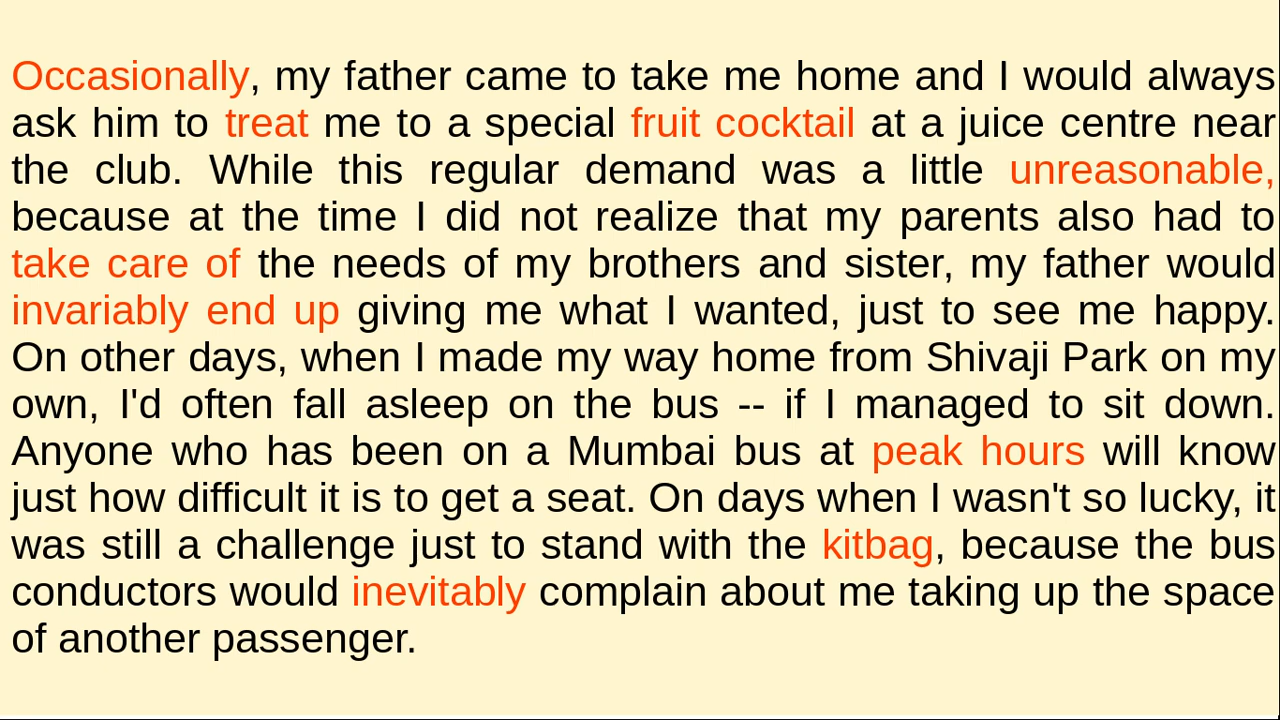 Occasionally, my father came to take me home and I would always
ask him to treat me to a special fruit cocktail at a juice centre near
the club. While this regular demand was a little unreasonable,
because at the time I did not realize that my parents also had to
take care of the needs of my brothers and sister, my father would
invariably end up giving me what I wanted, just to see me happy.
On other days, when I made my way home from Shivaji Park on my
own, I'd often fall asleep on the bus -- if I managed to sit down.
Anyone who has been on a Mumbai bus at peak hours will know
just how difficult it is to get a seat. On days when I wasn't so lucky, it
was still a challenge just to stand with the kitbag, because the bus
conductors would inevitably complain about me taking up the space
of another passenger.